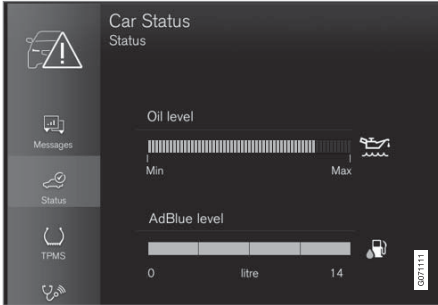 Car Status
Status
Messages
Status
TPMS
Oil level
Min Max
AdBlue level
0 litre 14
G071111